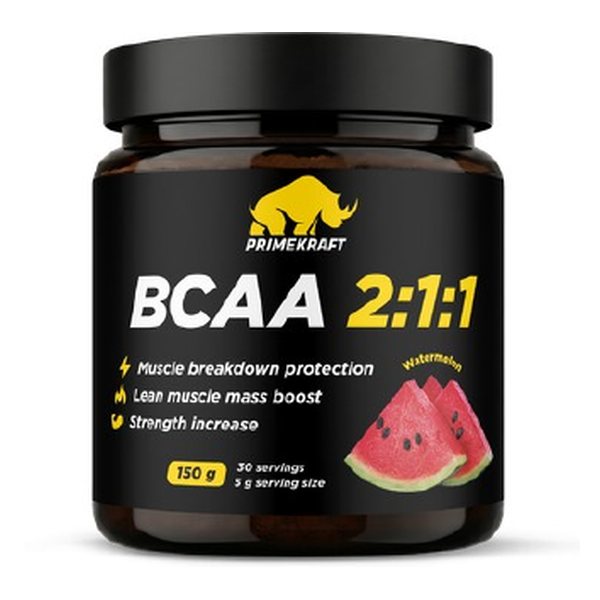 PRIMEKRAFT
BCAA 2:1:1
Watermelon
Muscle breakdown protection
Lean muscle mass boost
Strength increase
150 g
30 servings
5 g serving size